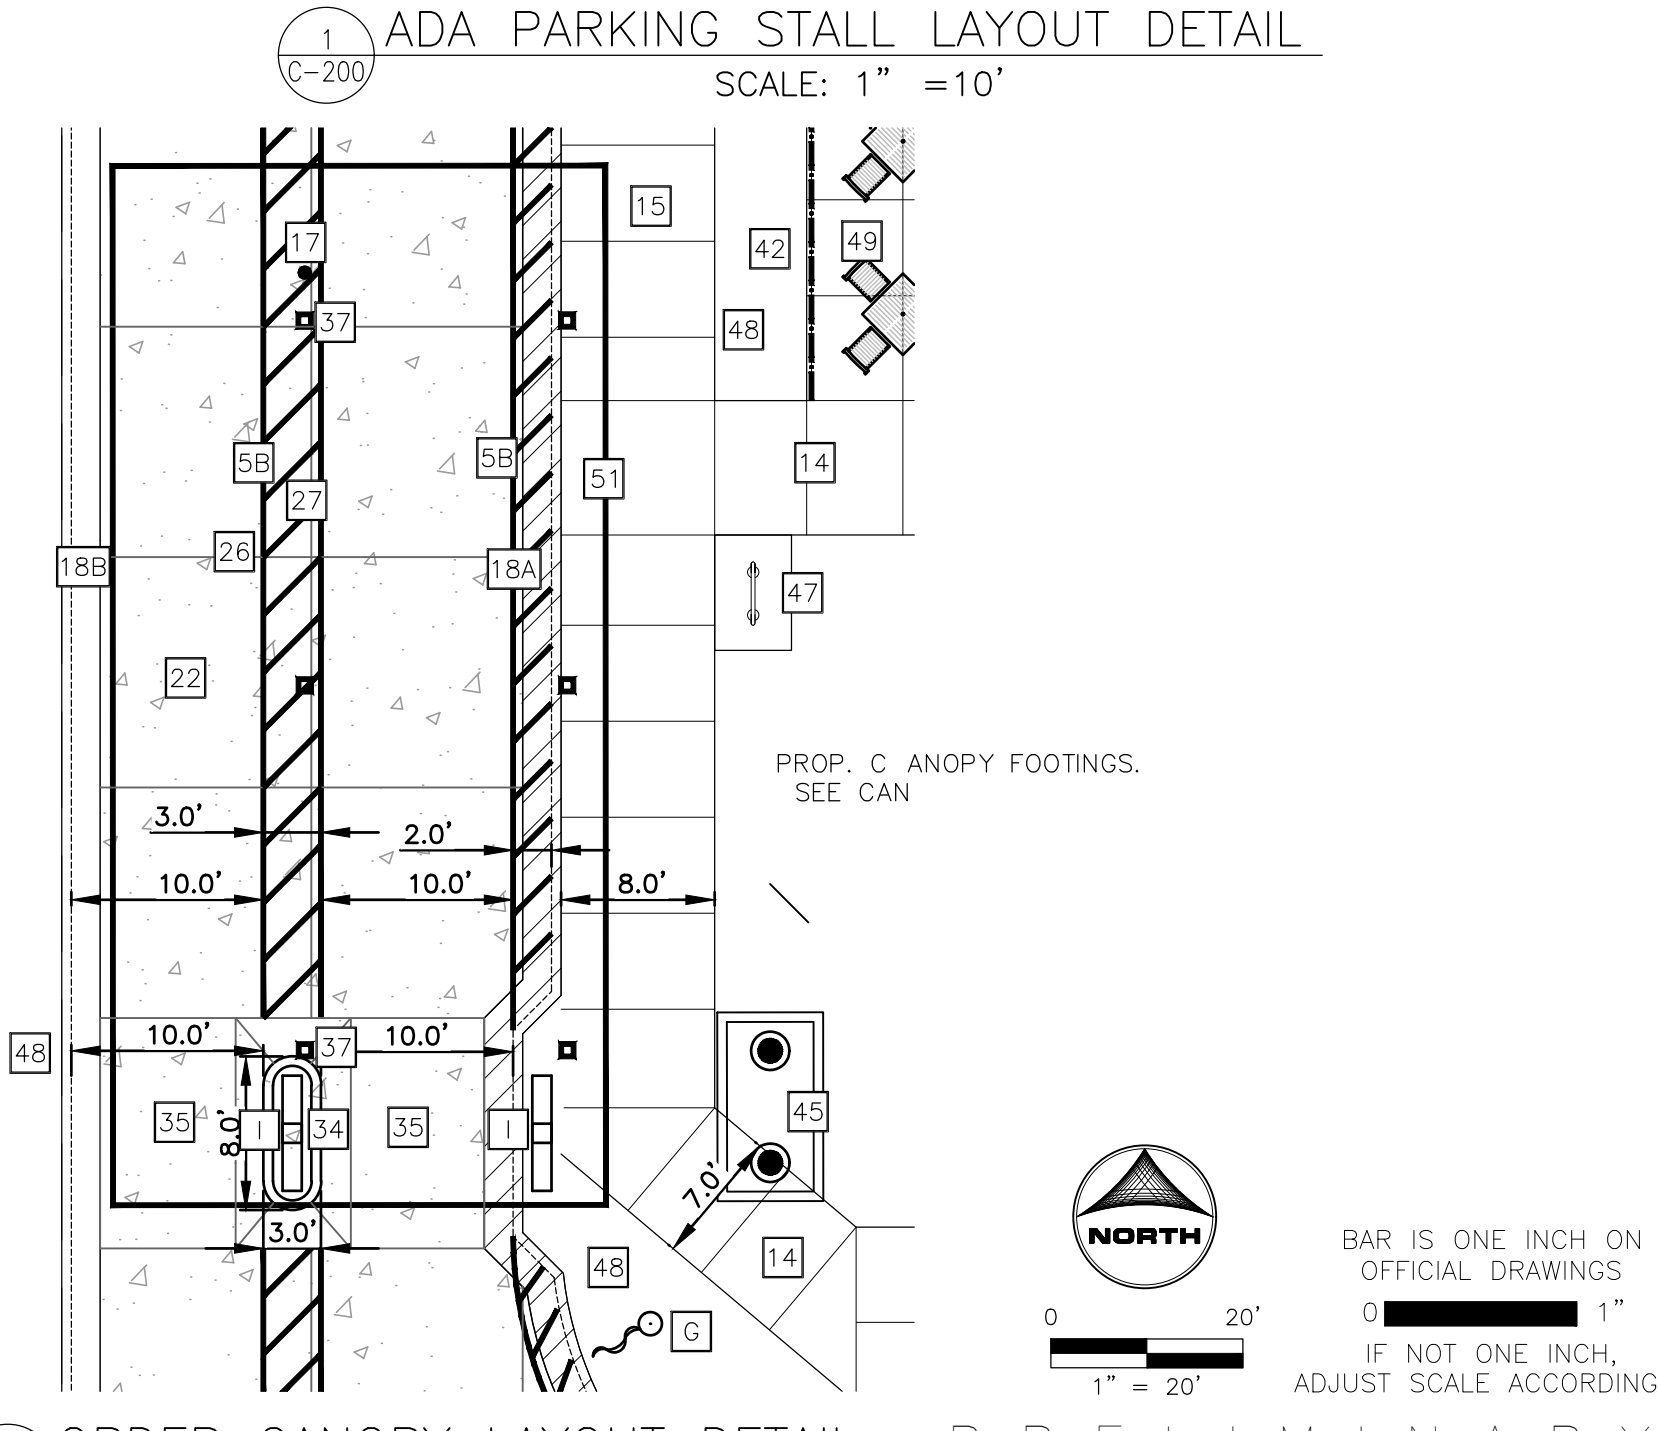 1
C-200
ADA PARKING STALL LAYOUT DETAIL
SCALE: 1" =10'
17
15
42
49
37
48
5B
5B
51
14
27
26
18B
18A
47
22
PROP. C ANOPY FOOTINGS.
SEE CAN
3.0'
2.0'
10.0'
10.0'
8.0'
48
10.0'
37
10.0'
35
8.0'
I
34
35
I
45
7.0'
3.0'
48
14
G
NORTH
0 20'
1" = 20'
BAR IS ONE INCH ON
OFFICIAL DRAWINGS
0 1"
IF NOT ONE INCH,
ADJUST SCALE ACCORDING
ORDER CANOPY LAYOUT DETAIL
P R E L I M I N A R Y